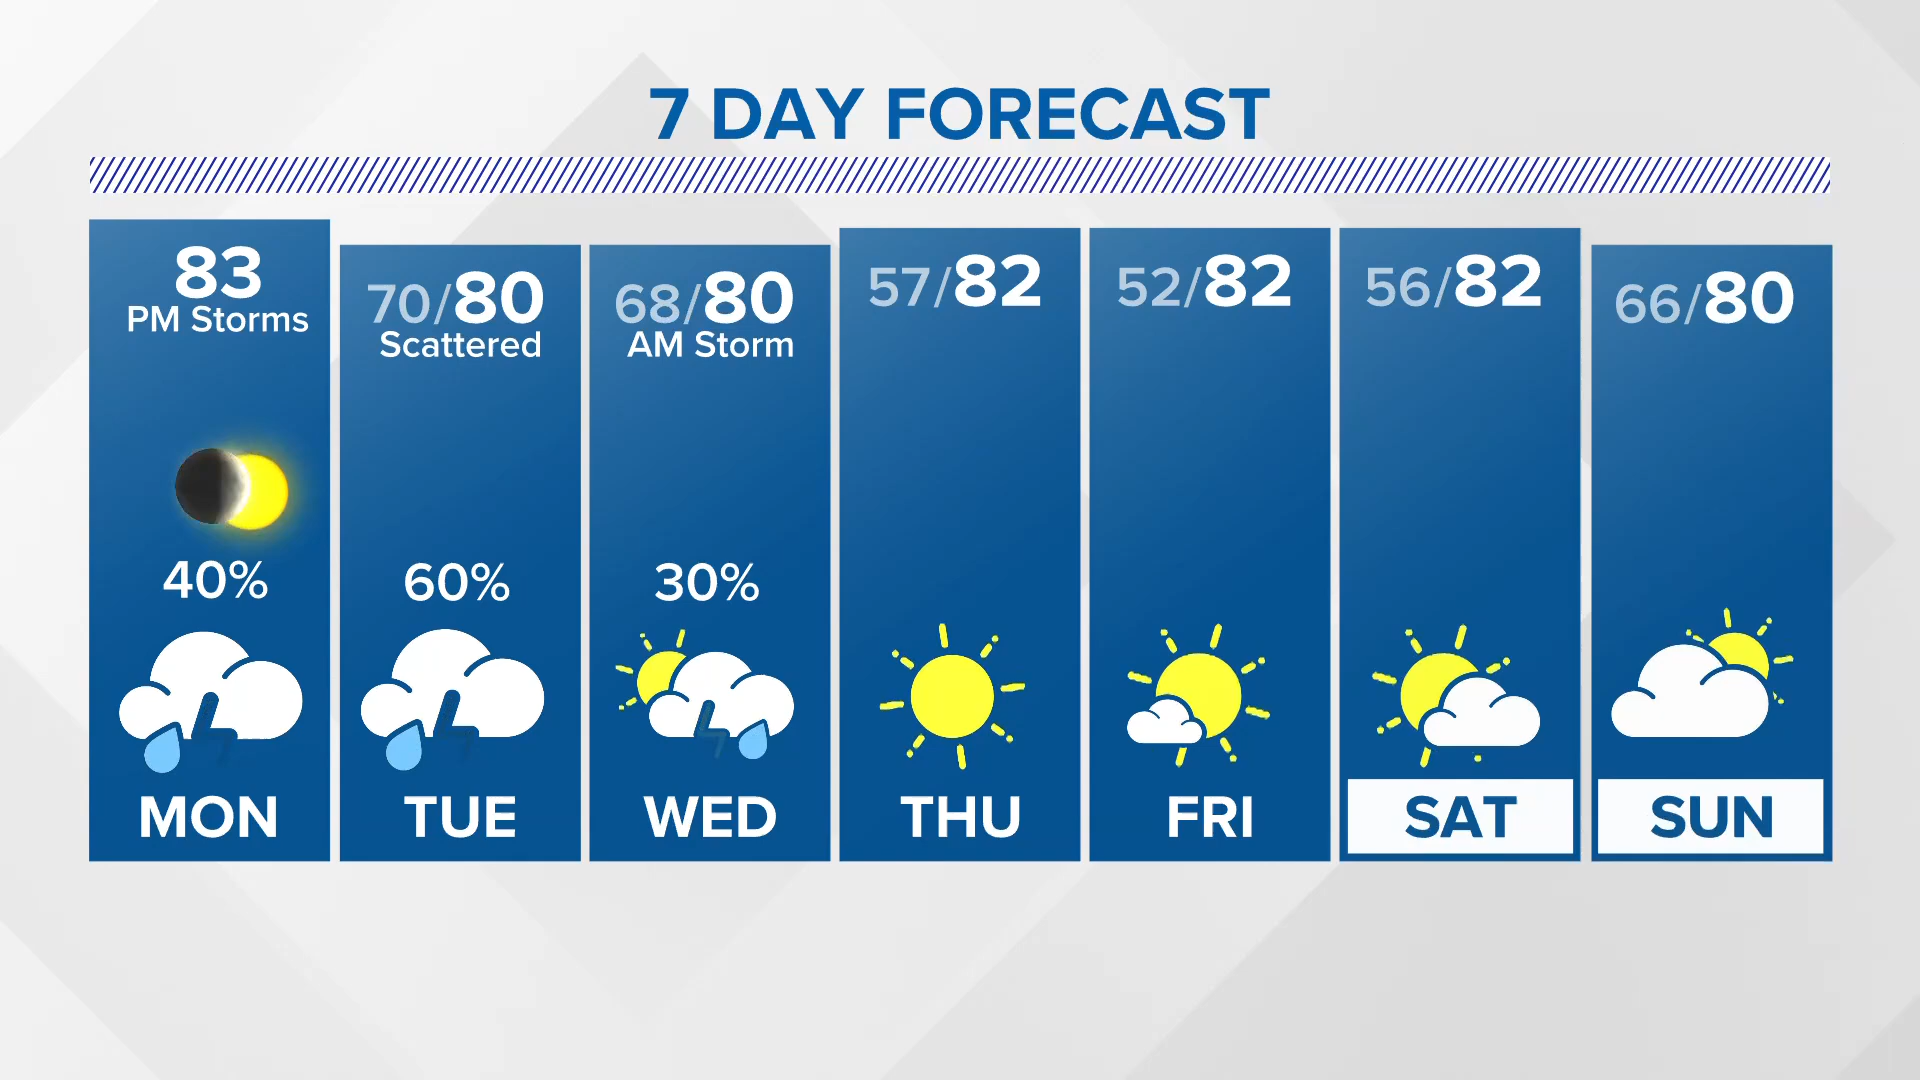 7 DAY FORECAST
83
PM Storms
40%
MON
70/80
Scattered
60%
TUE
68/80
AM Storm
30%
WED
57/82
THU
52/82
FRI
56/82
SAT
66/80
SUN